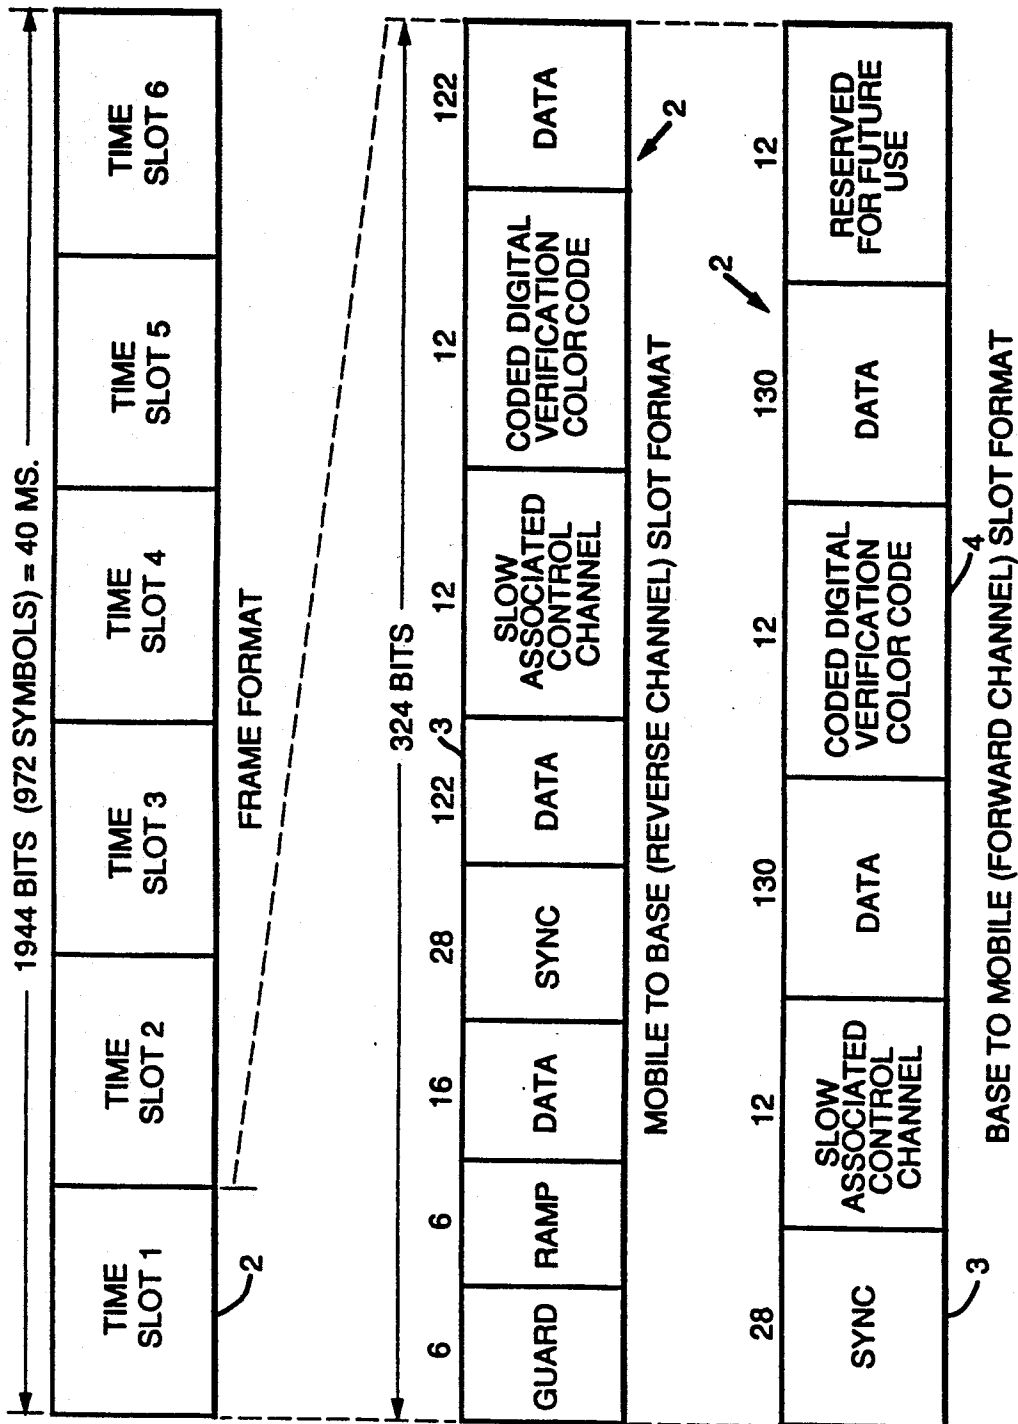 1944 BITS (972 SYMBOLS) = 40 MS.
TIME
SLOT 1
TIME
SLOT 2
TIME
SLOT 3
TIME
SLOT 4
TIME
SLOT 5
TIME
SLOT 6
2
FRAME FORMAT
324 BITS
6
6
16
28
122
3
12
12
122
GUARD
RAMP
DATA
SYNC
DATA
SLOW
ASSOCIATED
CONTROL
CHANNEL
CODED DIGITAL
VERIFICATION
COLOR CODE
DATA
2
MOBILE TO BASE (REVERSE CHANNEL) SLOT FORMAT
28
12
130
12
130
2
12
SYNC
SLOW
ASSOCIATED
CONTROL
CHANNEL
DATA
CODED DIGITAL
VERIFICATION
COLOR CODE
DATA
RESERVED
FOR FUTURE
USE
3
4
BASE TO MOBILE (FORWARD CHANNEL) SLOT FORMAT